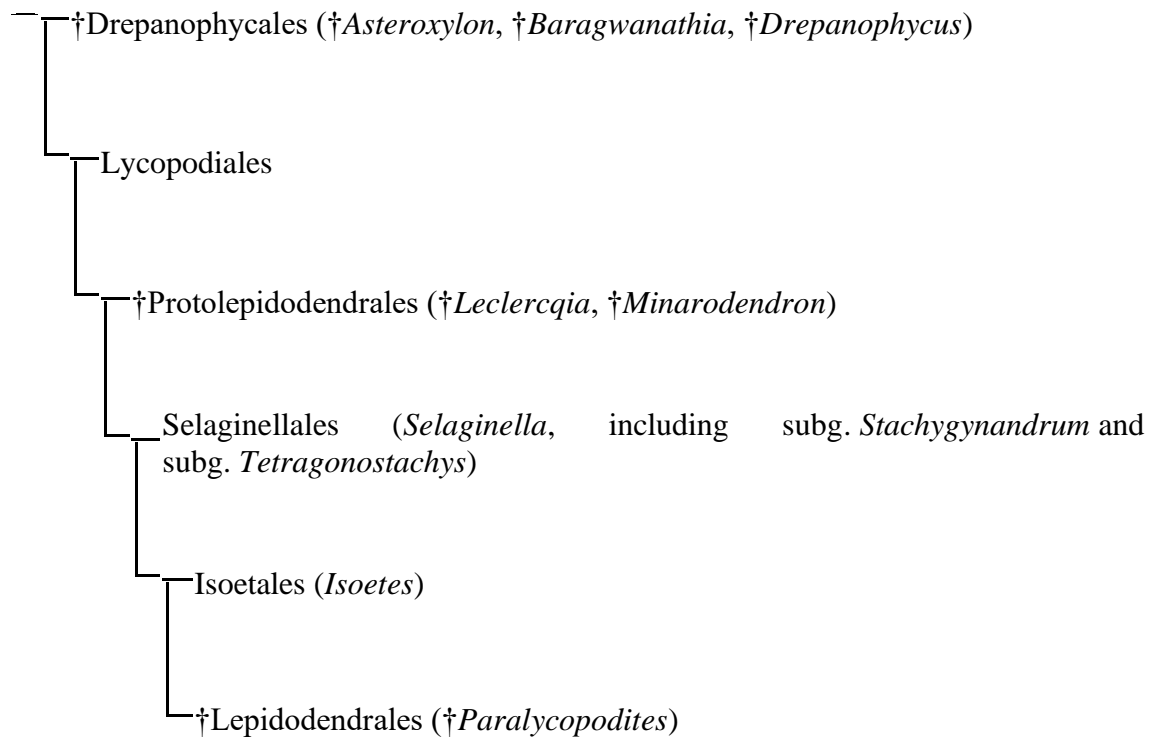 †Drepanophycales (†Asteroxylon, †Baragwanathia, †Drepanophycus)
Lycopodiales
†Protolepidodendrales (†Leclercqia, †Minarodendron)
Selaginellales (Selaginella, including subg. Stachygynandrum and
subg. Tetragonostachys)
Isoetales (Isoetes)
†Lepidodendrales (†Paralycopodites)